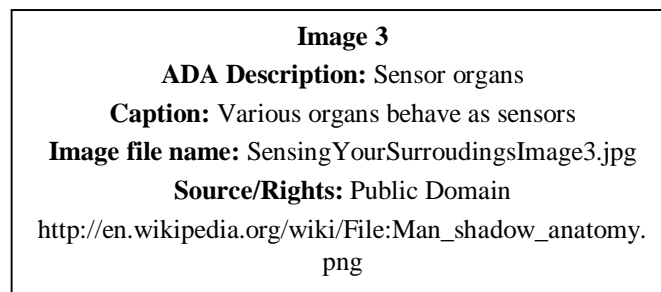 Image 3
ADA Description: Sensor organs
Caption: Various organs behave as sensors
Image file name: SensingYourSurroudingsImage3.jpg
Source/Rights: Public Domain
http://en.wikipedia.org/wiki/File:Man_shadow_anatomy.
png